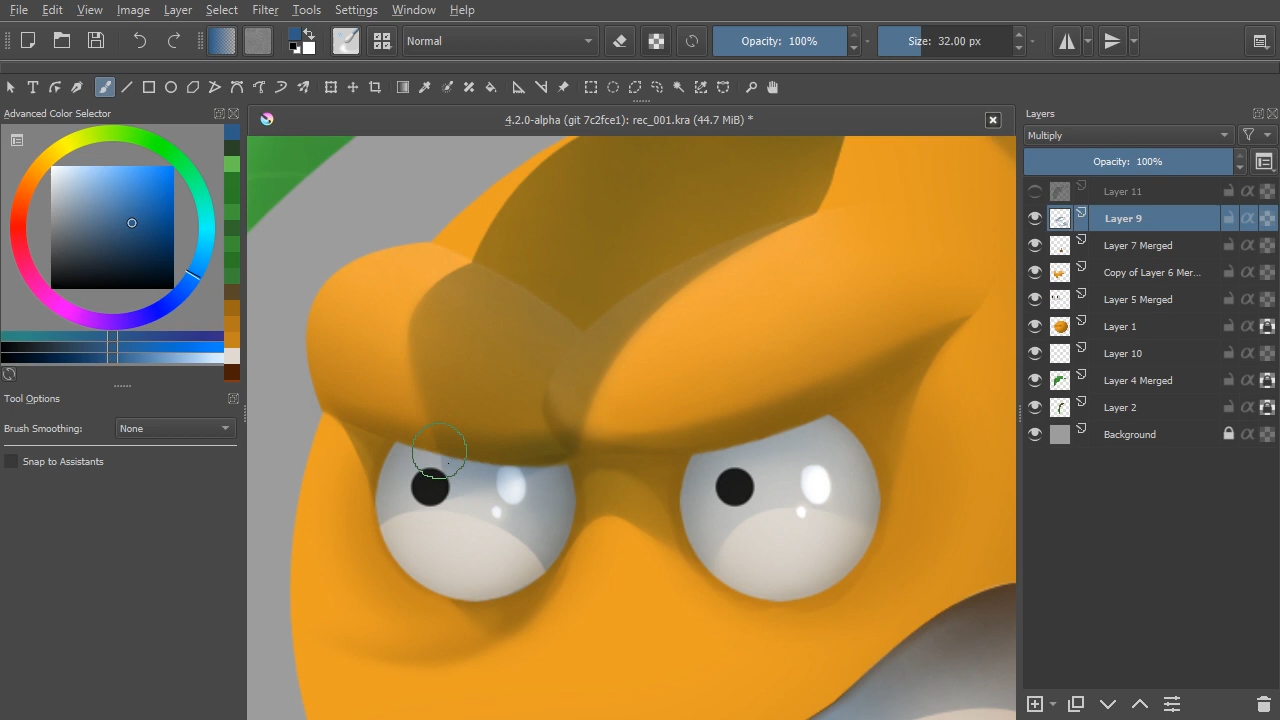 File Edit View Image Layer Select Filter Tools Settings Window Help
Normal Opacity: 100% Size: 32.00 px
Advanced Color Selector
4.2.0-alpha (git 7c2fce1): rec_001.kra (44.7 MiB) *
Layers
Multiply
Opacity: 100%
Layer 11
Layer 9
Layer 7 Merged
Copy of Layer 6 Mer...
Layer 5 Merged
Layer 1
Layer 10
Layer 4 Merged
Layer 2
Background
Tool Options
Brush Smoothing: None
Snap to Assistants